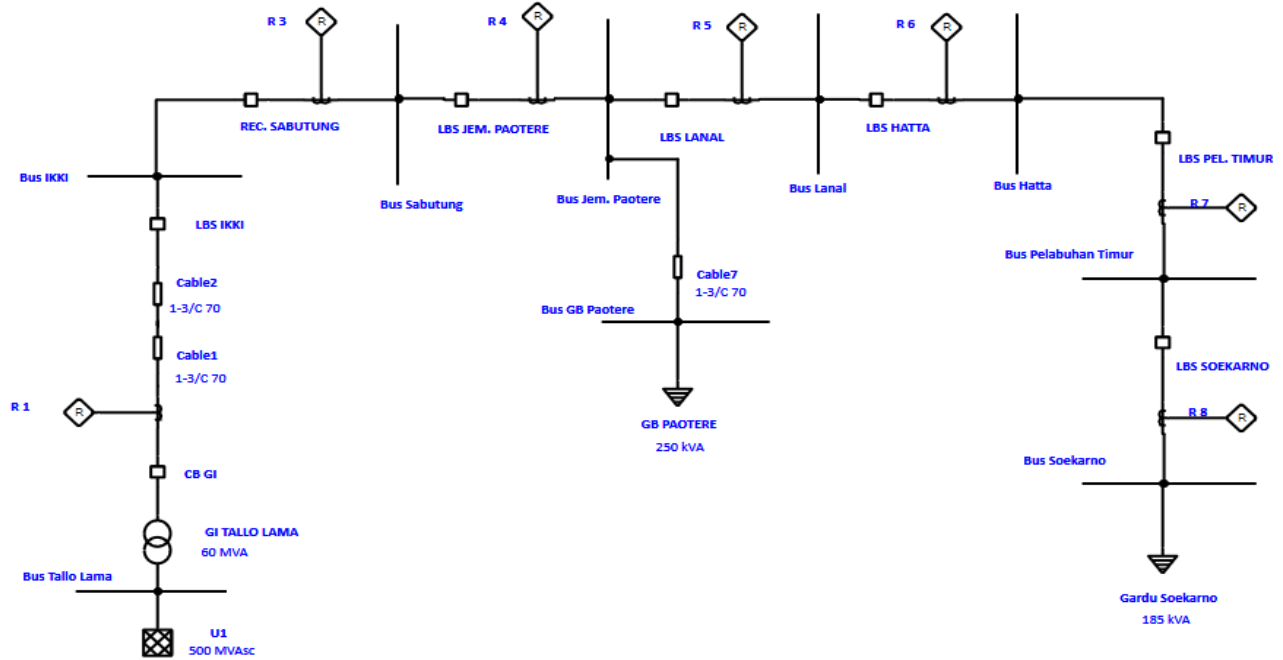 R 3
R
R 4
R
R 5
R
R 6
R
REC. SABUTUNG
LBS JEM. PAOTERE
LBS LANAL
LBS HATTA
LBS PEL. TIMUR
Bus IKKI
Bus Sabutung
Bus Jem. Paotere
Bus Lanal
Bus Hatta
R 7
R
LBS IKKI
Bus Pelabuhan Timur
Cable2
1-3/C 70
Cable7
1-3/C 70
Bus GB Paotere
Cable1
1-3/C 70
LBS SOEKARNO
R 1
R
R 8
R
GB PAOTERE
250 kVA
CB GI
Bus Soekarno
GI TALLO LAMA
60 MVA
Bus Tallo Lama
Gardu Soekarno
185 kVA
U1
500 MVAsc